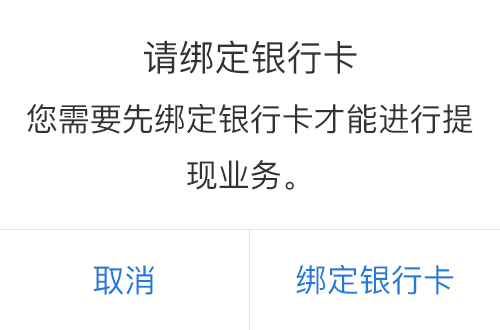 请绑定银行卡
您需要先绑定银行卡才能进行提
现业务。
取消
绑定银行卡